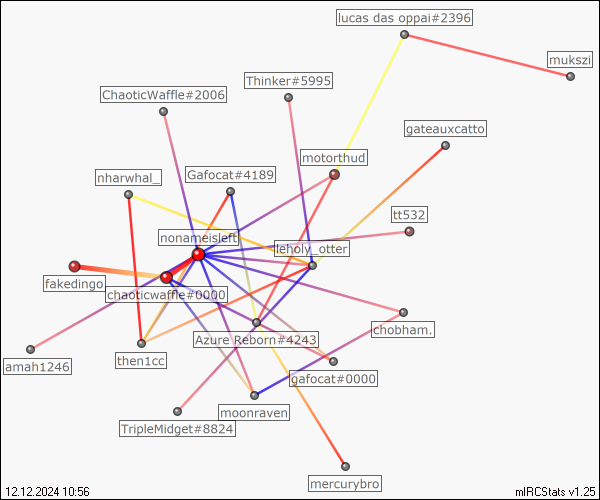 lucas das oppai#2396
mukszi
Thinker#5995
ChaoticWaffle#2006
gateauxcatto
motorthud
nharwhal_
Gafocat#4189
tt532
nonameisleft
leholy_otter
fakedingo
chaoticwaffle#0000
chobham.
Azure Reborn#4243
amah1246
then1cc
gafocat#0000
moonraven
TripleMidget#8824
mercurybro
12.12.2024 10:56
mIRCStats v1.25